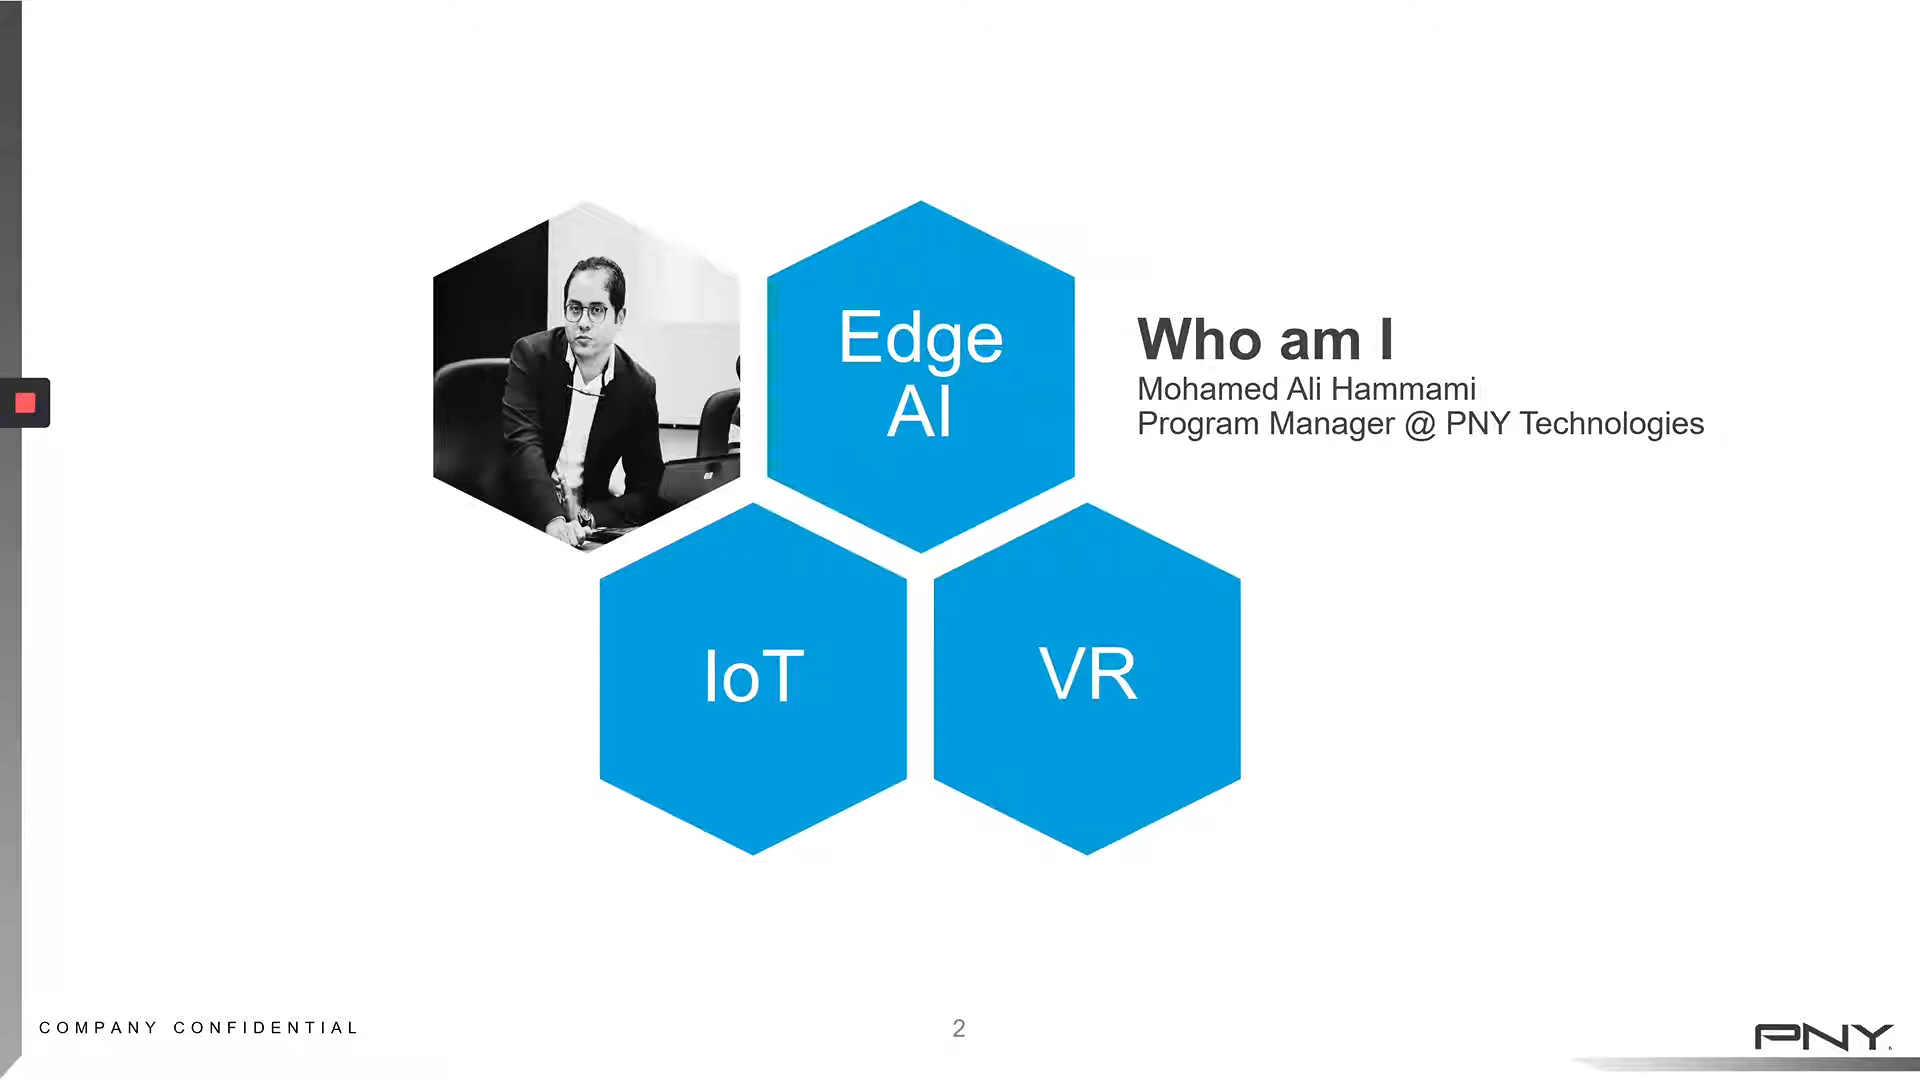 Edge
AI
Who am I
Mohamed Ali Hammami
Program Manager @ PNY Technologies
IoT
VR
COMPANY CONFIDENTIAL
2
PNY